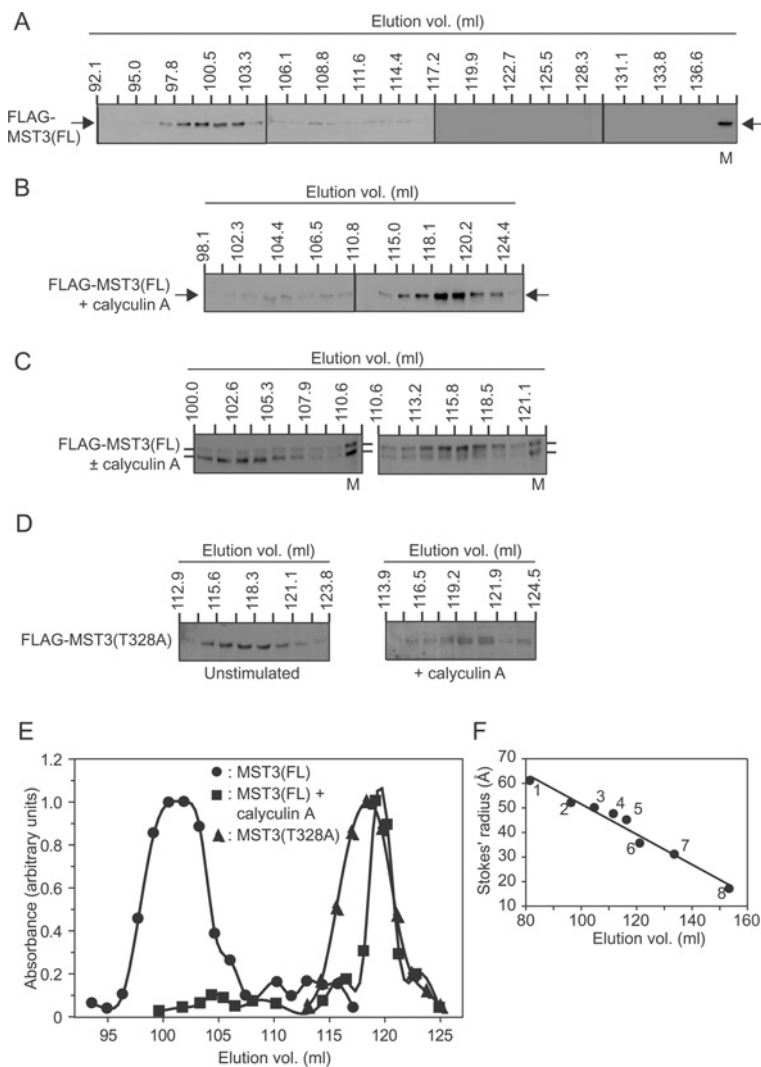 A
Elution vol. (ml)
92.1 95.0 97.8 100.5 103.3 106.1 108.8 111.6 114.4 117.2 119.9 122.7 125.5 128.3 131.1 133.8 136.6
FLAG-
MST3(FL)
M
B
Elution vol. (ml)
98.1 102.3 104.4 106.5 110.8 115.0 118.1 120.2 124.4
FLAG-MST3(FL)
+ calyculin A
C
Elution vol. (ml)
100.0 102.6 105.3 107.9 110.6 110.6 113.2 115.8 118.5 121.1
FLAG-MST3(FL)
± calyculin A
M M
D
Elution vol. (ml) Elution vol. (ml)
112.9 115.6 118.3 121.1 123.8 113.9 116.5 119.2 121.9 124.5
FLAG-MST3(T328A)
Unstimulated + calyculin A
E
Absorbance (arbitrary units)
1.2
1.0
0.8
0.6
0.4
0.2
0
95 100 105 110 115 120 125
Elution vol. (ml)
: MST3(FL)
: MST3(FL) +
calyculin A
: MST3(T328A)
F
Stokes' radius (Å)
70
60
50
40
30
20
10
1 2 3 4 5 6 7 8
80 100 120 140 160
Elution vol. (ml)